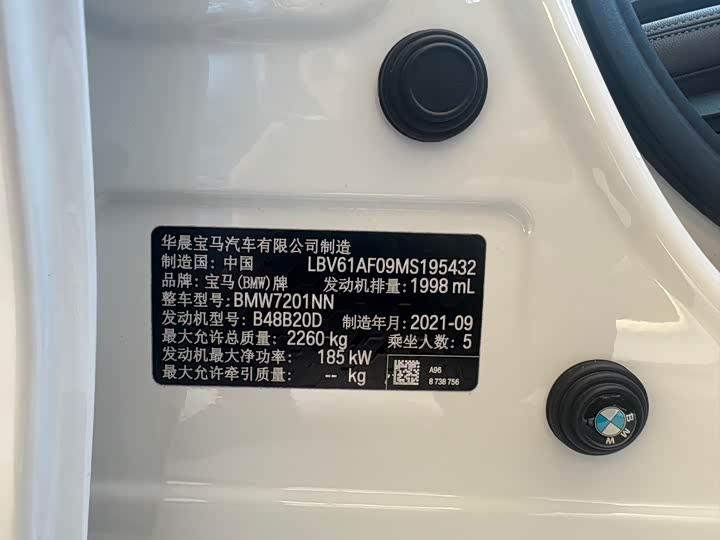 华晨宝马汽车有限公司制造
制造国: 中国 LBV61AF09MS195432
品牌: 宝马(BMW)牌 发动机排量: 1998 mL
整车型号: BMW7201NN
发动机型号: B48B20D 制造年月: 2021-09
最大允许总质量: 2260 kg 乘坐人数: 5
发动机最大净功率: 185 kW
最大允许牵引质量: -- kg
A96
8 738 756
BMW